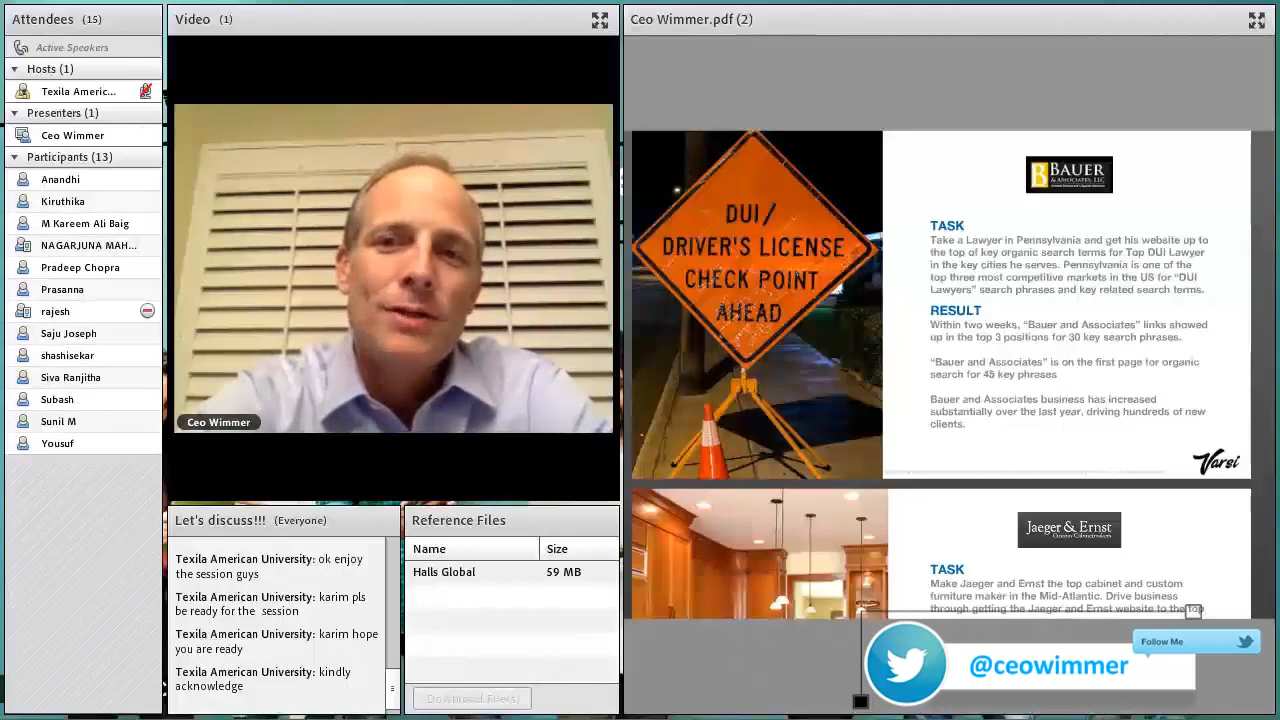 Attendees (15)
Active Speakers
Hosts (1)
Texila Americ...
Presenters (1)
Ceo Wimmer
Participants (13)
Anandhi
Kiruthika
M Kareem Ali Baig
NAGARJUNA MAH...
Pradeep Chopra
Prasanna
rajesh
Saju Joseph
shashisekar
Siva Ranjitha
Subash
Sunil M
Yousuf
Video (1)
Ceo Wimmer
Let's discuss!!! (Everyone)
Texila American University: ok enjoy
the session guys
Texila American University: karim pls
be ready for the session
Texila American University: karim hope
you are ready
Texila American University: kindly
acknowledge
Reference Files
Name Size
Halls Global 59 MB
Download File(s)
Ceo Wimmer.pdf (2)
DUI/
DRIVER'S LICENSE
CHECK POINT
AHEAD
B BAUER
& ASSOCIATES, LLC
TASK
Take a Lawyer in Pennsylvania and get his website up
to the top of key organic search terms for Top DUI Lawyer
in the key cities he serves. Pennsylvania is one of the
top three most competitive markets in the US for “DUI
Lawyers” search phrases and key related search terms.
RESULT
Within two weeks, “Bauer and Associates” links showed
up in the top 3 positions for 30 key search phrases.
“Bauer and Associates” is on the first page for organic
search for 45 key phrases
Bauer and Associates business has increased
substantially over the last year, driving hundreds of new
clients.
Varsi
Jaeger & Ernst
Custom Cabinetmakers
TASK
Make Jaeger and Ernst the top cabinet and custom
furniture maker in the Mid-Atlantic. Drive business
through getting the Jaeger and Ernst website to the top
Follow Me
@ceowimmer